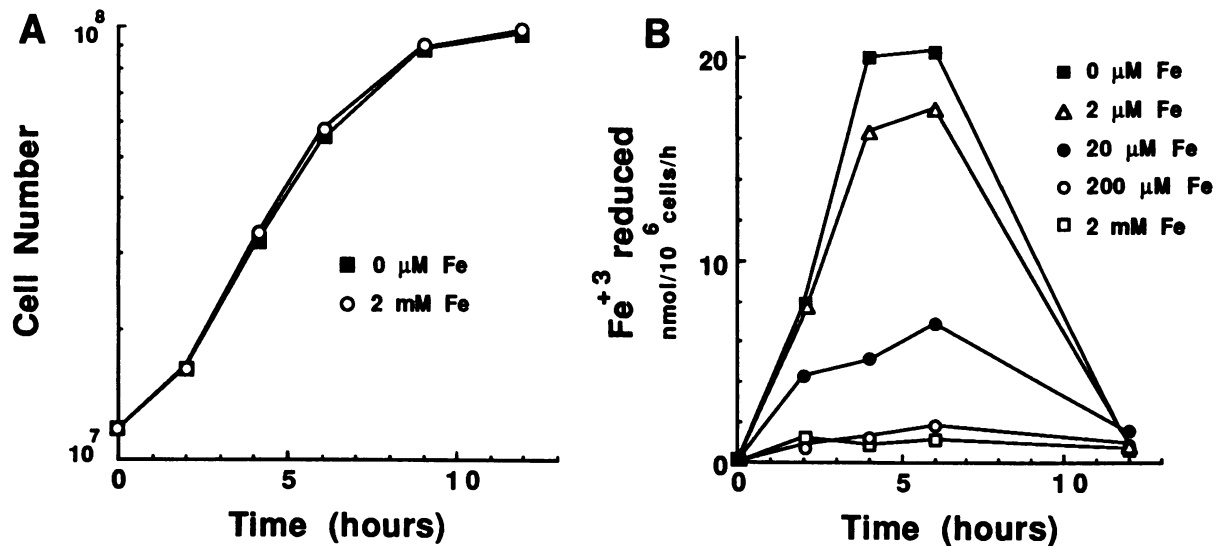 A
10^8
10^7
Cell Number
0 μM Fe
2 mM Fe
0 5 10
Time (hours)
B
20
10
0
Fe+3 reduced
nmol/10^6 cells/h
0 μM Fe
2 μM Fe
20 μM Fe
200 μM Fe
2 mM Fe
0 5 10
Time (hours)